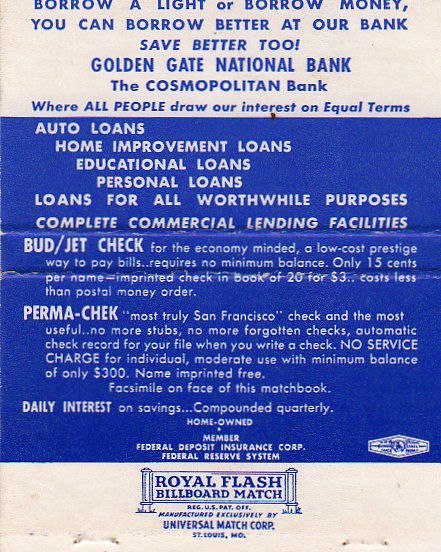 BORROW A LIGHT or BORROW MONEY,
YOU CAN BORROW BETTER AT OUR BANK
SAVE BETTER TOO!
GOLDEN GATE NATIONAL BANK
The COSMOPOLITAN Bank
Where ALL PEOPLE draw our interest on Equal Terms
AUTO LOANS
HOME IMPROVEMENT LOANS
EDUCATIONAL LOANS
PERSONAL LOANS
LOANS FOR ALL WORTHWHILE PURPOSES
COMPLETE COMMERCIAL LENDING FACILITIES
BUD/JET CHECK for the economy minded, a low-cost prestige
way to pay bills..requires no minimum balance. Only 15 cents
per name—imprinted check in book of 20 for $3.. costs less
than postal money order.
PERMA-CHEK "most truly San Francisco" check and the most
useful..no more stubs, no more forgotten checks, automatic
check record for your file when you write a check. NO SERVICE
CHARGE for individual, moderate use with minimum balance
of only $300. Name imprinted free.
Facsimile on face of this matchbook.
DAILY INTEREST on savings...Compounded quarterly.
HOME-OWNED
•
MEMBER
FEDERAL DEPOSIT INSURANCE CORP.
FEDERAL RESERVE SYSTEM
ROYAL FLASH
BILLBOARD MATCH
REG. U.S. PAT. OFF.
MANUFACTURED EXCLUSIVELY BY
UNIVERSAL MATCH CORP.
ST. LOUIS, MO.